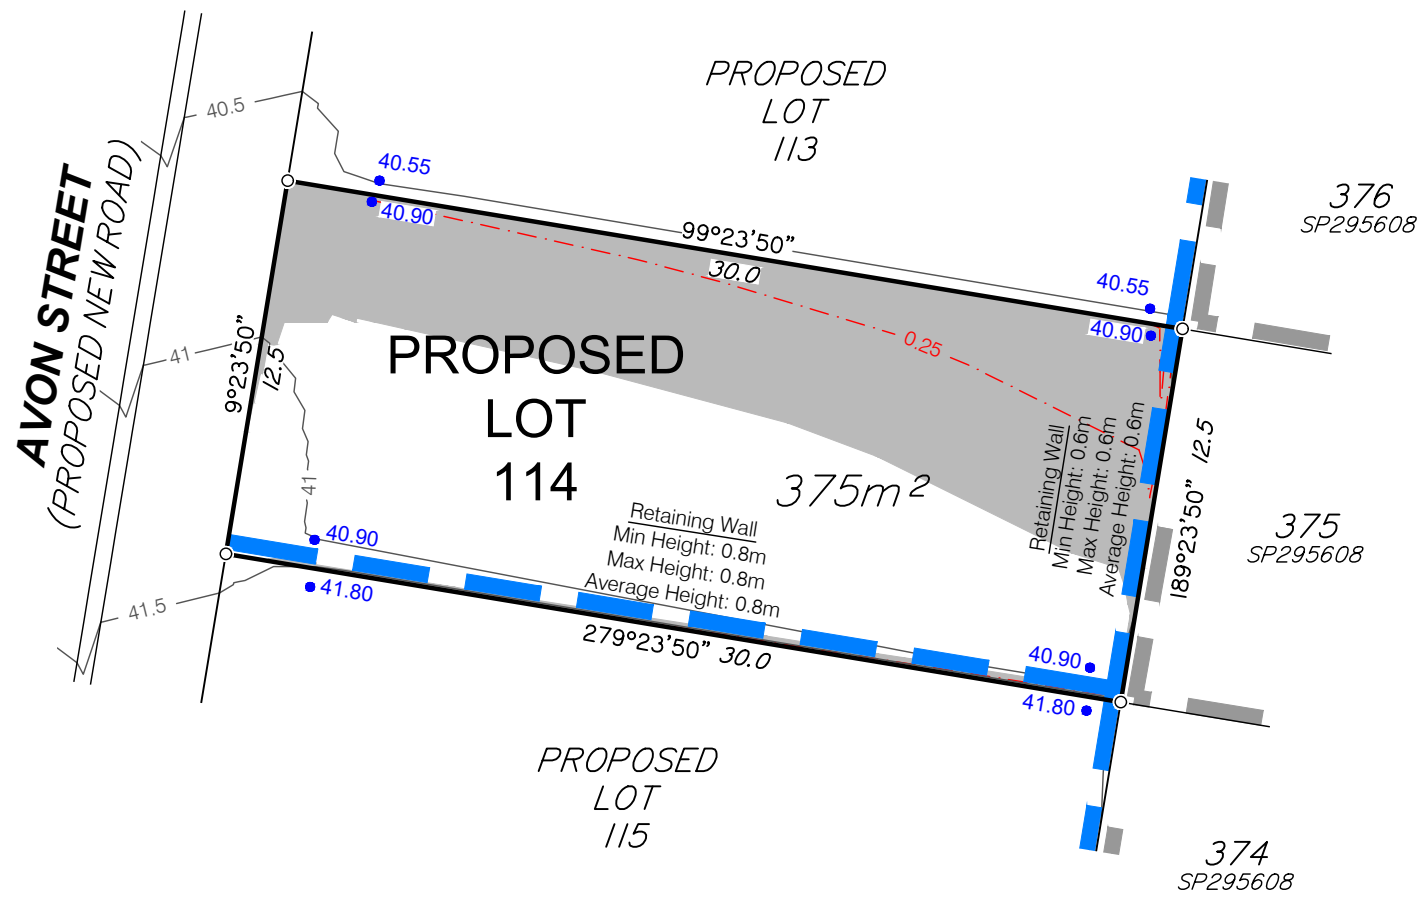 PROPOSED
LOT
113
40.5
376
SP295608
AVON STREET
(PROPOSED NEW ROAD)
40.55
40.90
99°23'50"
30.0
40.55
40.90
0.25
41
9°23'50"
12.5
PROPOSED
LOT
114
375m²
Retaining Wall
Min Height: 0.6m
Max Height: 0.6m
Average Height: 0.6m
189°23'50"
12.5
375
SP295608
41
Retaining Wall
Min Height: 0.8m
Max Height: 0.8m
Average Height: 0.8m
40.90
41.80
41.5
279°23'50"
30.0
40.90
41.80
PROPOSED
LOT
115
374
SP295608